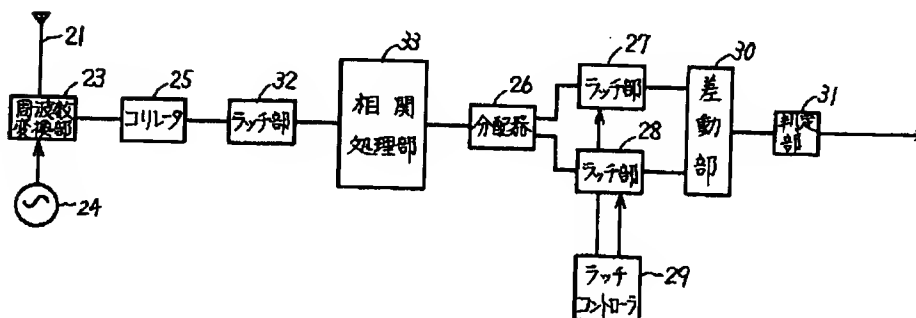 21
23
周波数
変換部
24
25
コリレータ
32
ラッチ部
33
相関
処理部
26
分配器
27
ラッチ部
28
ラッチ部
29
ラッチ
コントローラ
30
差動部
31
判定
部